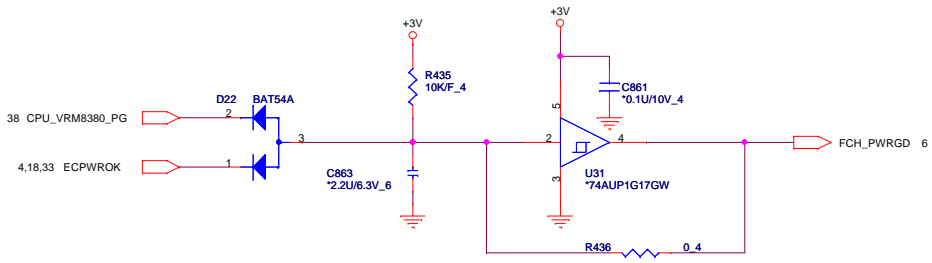 +3V
+3V
R435
10K/F_4
C861
*0.1U/10V_4
D22 BAT54A
5
38 CPU_VRM8380_PG
2
3
2
4
FCH_PWRGD 6
4,18,33 ECPWROK
1
C863
*2.2U/6.3V_6
3
U31
*74AUP1G17GW
R436
0_4